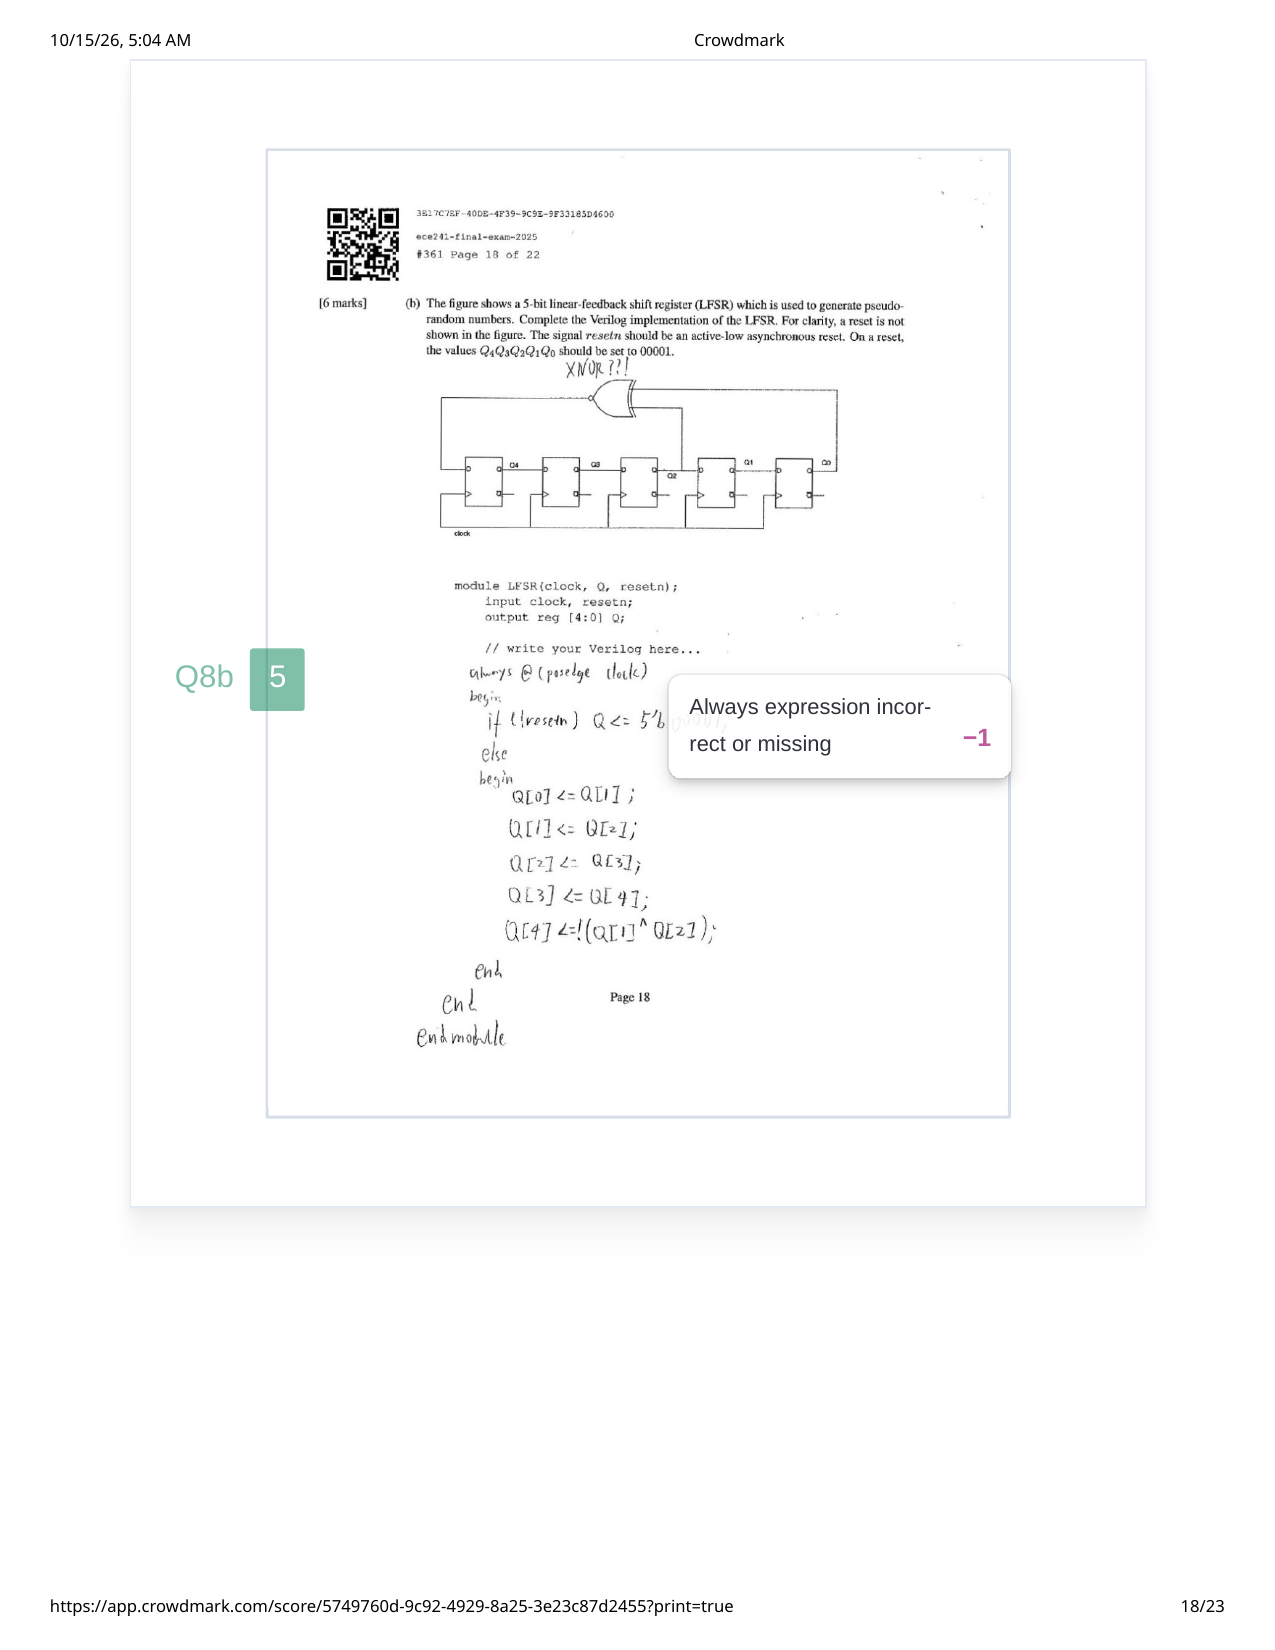 10/15/26, 5:04 AM
Crowdmark
3E17C7EF-40DE-4F39-9C9E-9F33185D4600
ece241-final-exam-2025
#361 Page 18 of 22
[6 marks]
(b) The figure shows a 5-bit linear-feedback shift register (LFSR) which is used to generate pseudo-
random numbers. Complete the Verilog implementation of the LFSR. For clarity, a reset is not
shown in the figure. The signal resetn should be an active-low asynchronous reset. On a reset,
the values Q4Q3Q2Q1Q0 should be set to 00001.
XNOR??!
D Q Q4 D Q Q3 D Q Q2 D Q Q1 D Q Q0
Q Q Q Q Q
clock
module LFSR(clock, Q, resetn);
input clock, resetn;
output reg [4:0] Q;
// write your Verilog here...
always @ (posedge clock)
begin
if (!resetn) Q <= 5'b00001;
else
begin
Q[0] <= Q[1];
Q[1] <= Q[2];
Q[2] <= Q[3];
Q[3] <= Q[4];
Q[4] <= !(Q[1] ^ Q[2]);
end
end
endmodule
Page 18
Q8b 5
Always expression incor-
rect or missing
−1
https://app.crowdmark.com/score/5749760d-9c92-4929-8a25-3e23c87d2455?print=true
18/23